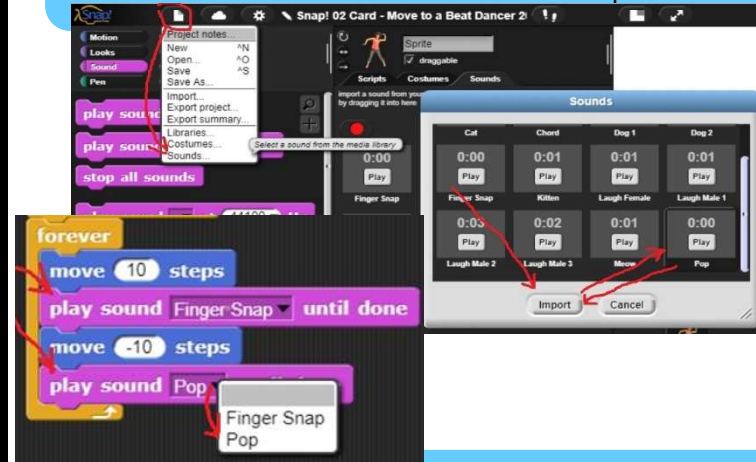 Snap!
Snap! 02 Card - Move to a Beat Dancer
Motion
Looks
Sound
Pen
Project notes...
New ^N
Open... ^O
Save ^S
Save As...
Import...
Export project...
Export summary...
Libraries...
Costumes...
Sounds...
Select a sound from the media library
play sound
play sound
stop all sounds
Sprite
draggable
Scripts Costumes Sounds
import a sound from your
by dragging it into here
0:00
Play
Finger Snap
Sounds
Cat Chord Dog 1 Dog 2
0:00 0:01 0:01 0:01
Play Play Play Play
Finger Snap Kitten Laugh Female Laugh Male 1
0:03 0:02 0:01 0:00
Play Play Play Play
Laugh Male 2 Laugh Male 3 Meow Pop
Import Cancel
forever
move 10 steps
play sound Finger Snap until done
move -10 steps
play sound Pop
Finger Snap
Pop